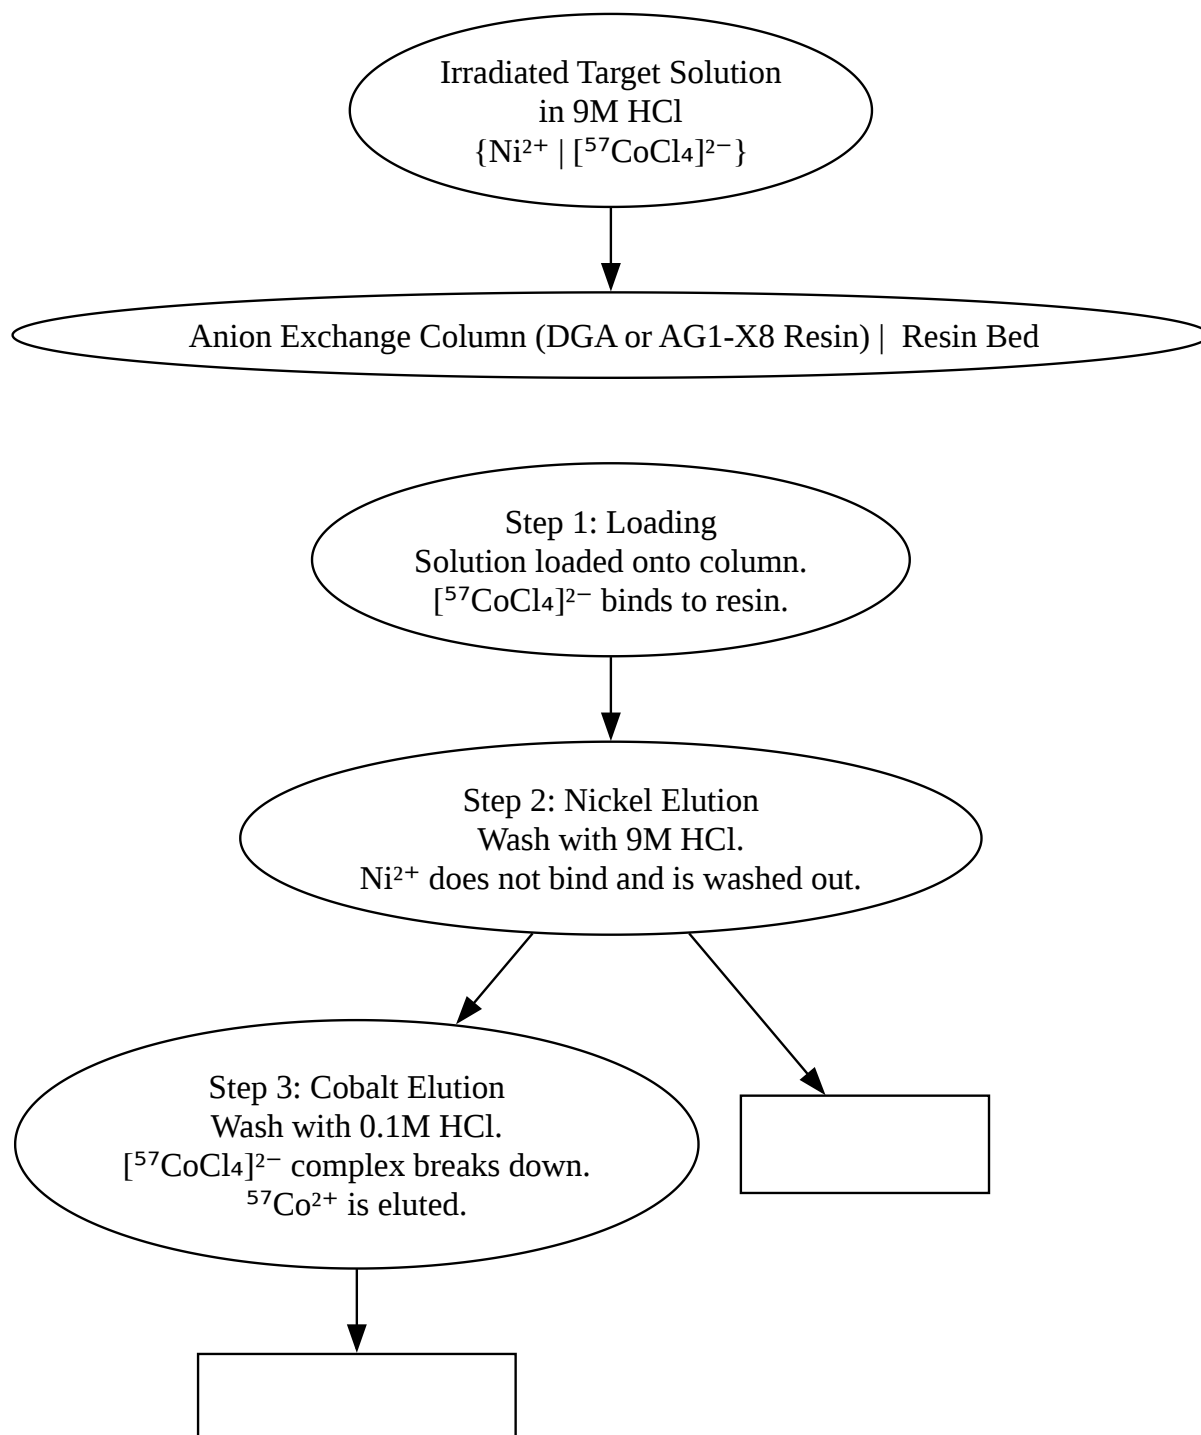 Irradiated Target Solution
in 9M HCl
{Ni²⁺ | [⁵⁷CoCl₄]²⁻}
Anion Exchange Column (DGA or AG1-X8 Resin) |  Resin Bed
Step 1: Loading
Solution loaded onto column.
[⁵⁷CoCl₄]²⁻ binds to resin.
Step 2: Nickel Elution
Wash with 9M HCl.
Ni²⁺ does not bind and is washed out.
Step 3: Cobalt Elution
Wash with 0.1M HCl.
[⁵⁷CoCl₄]²⁻ complex breaks down.
⁵⁷Co²⁺ is eluted.